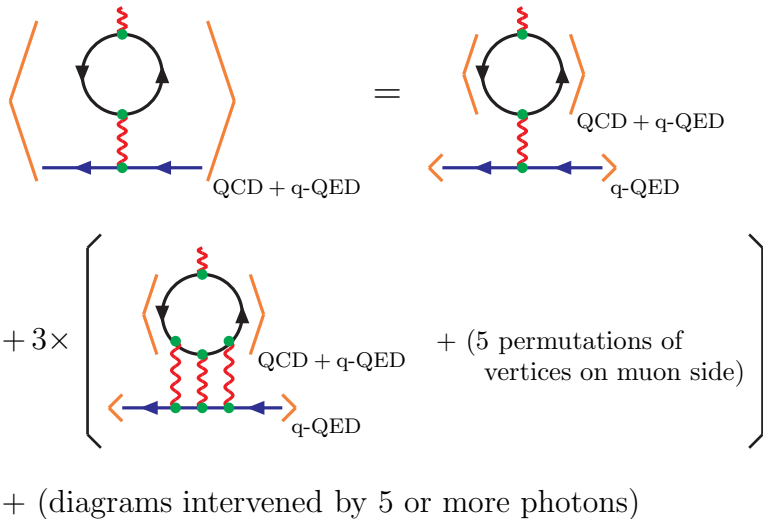 =
QCD + q-QED
QCD + q-QED
q-QED
+ 3×
+ (5 permutations of
vertices on muon side)
QCD + q-QED
q-QED
+ (diagrams intervened by 5 or more photons)